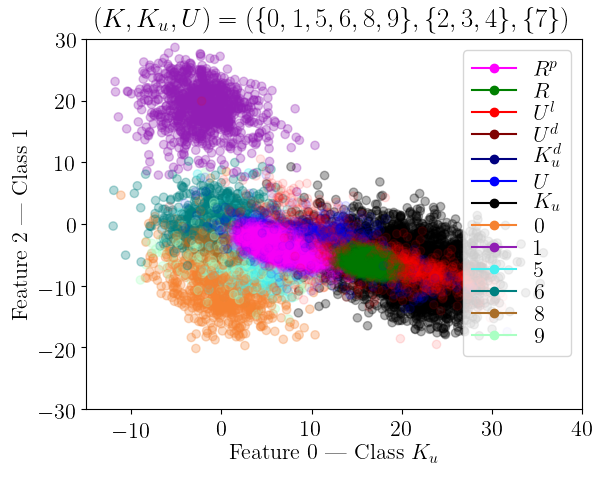 (K, K_u, U) = ({0, 1, 5, 6, 8, 9}, {2, 3, 4}, {7})
30
20
10
0
−10
−20
−30
Feature 2 — Class 1
R^p
R
U^l
U^d
K_u^d
U
K_u
0
1
5
6
8
9
−10
0
10
20
30
40
Feature 0 — Class K_u